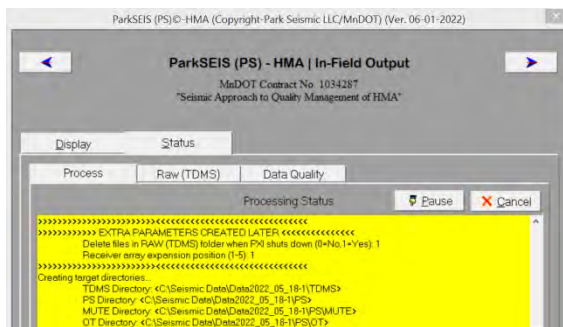 ParkSEIS (PS)©-HMA (Copyright-Park Seismic LLC/MnDOT) (Ver. 06-01-2022)
ParkSEIS (PS) - HMA | In-Field Output
MnDOT Contract No. 1034287
"Seismic Approach to Quality Management of HMA"
Display Status
Process Raw (TDMS) Data Quality
Processing Status Pause Cancel
>>>>>>>>>>>>>>>>>>>>>>>><<<<<<<<<<<<<<<<<<<<<<<<<
>>>>>>>>>>>> EXTRA PARAMETERS CREATED LATER <<<<<<<<<<<<<<<
Delete files in RAW (TDMS) folder when PXI shuts down (0=No,1=Yes): 1
Receiver array expansion position (1-5): 1
>>>>>>>>>>>>>>>>>>>>>>>><<<<<<<<<<<<<<<<<<<<<<<<<
Creating target directories...
TDMS Directory: <C:\Seismic Data\Data2022_05_18-1\TDMS>
PS Directory: <C:\Seismic Data\Data2022_05_18-1\PS>
MUTE Directory: <C:\Seismic Data\Data2022_05_18-1\PS\MUTE>
OT Directory: <C:\Seismic Data\Data2022_05_18-1\PS\OT>